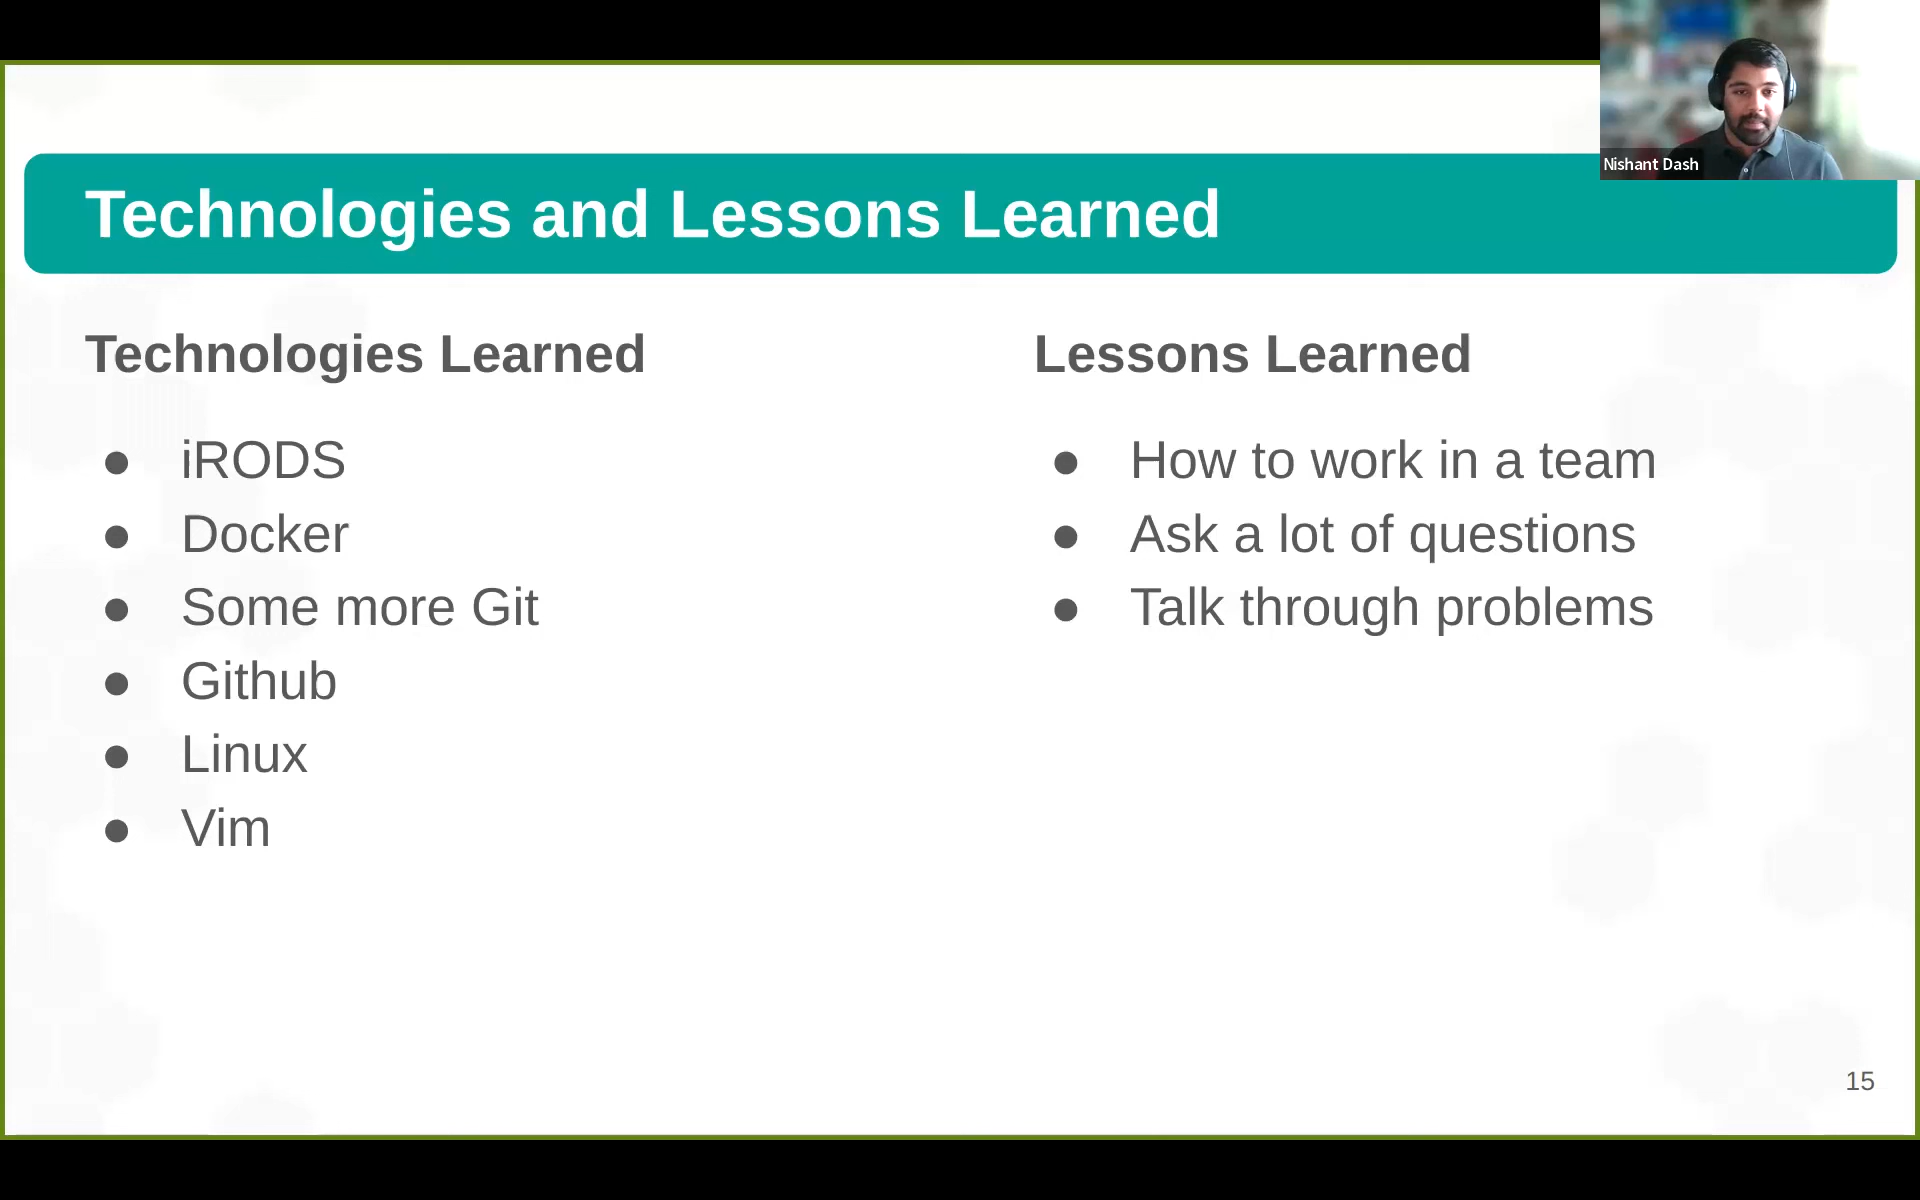 Nishant Dash
Technologies and Lessons Learned
Technologies Learned
● iRODS
● Docker
● Some more Git
● Github
● Linux
● Vim
Lessons Learned
● How to work in a team
● Ask a lot of questions
● Talk through problems
15